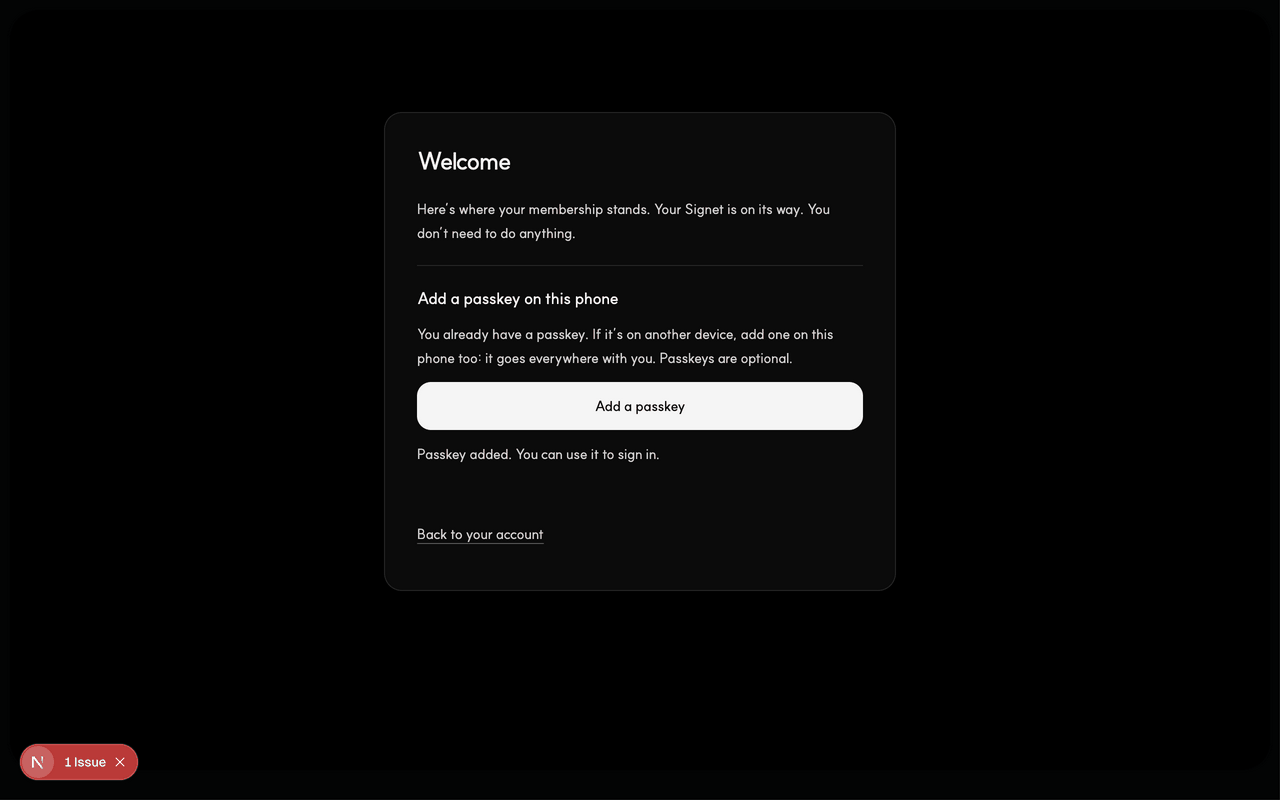 Welcome
Here's where your membership stands. Your Signet is on its way. You
don't need to do anything.
Add a passkey on this phone
You already have a passkey. If it's on another device, add one on this
phone too: it goes everywhere with you. Passkeys are optional.
Add a passkey
Passkey added. You can use it to sign in.
Back to your account
N 1 Issue